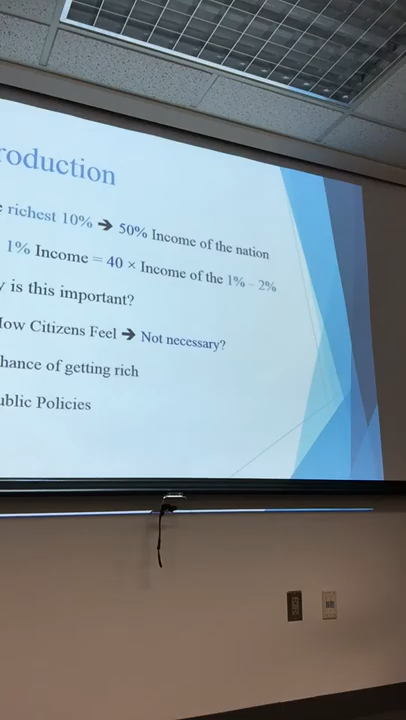 roduction
richest 10% ➔ 50% Income of the nation
1% Income = 40 × Income of the 1% – 2%
y is this important?
How Citizens Feel ➔ Not necessary?
hance of getting rich
ublic Policies